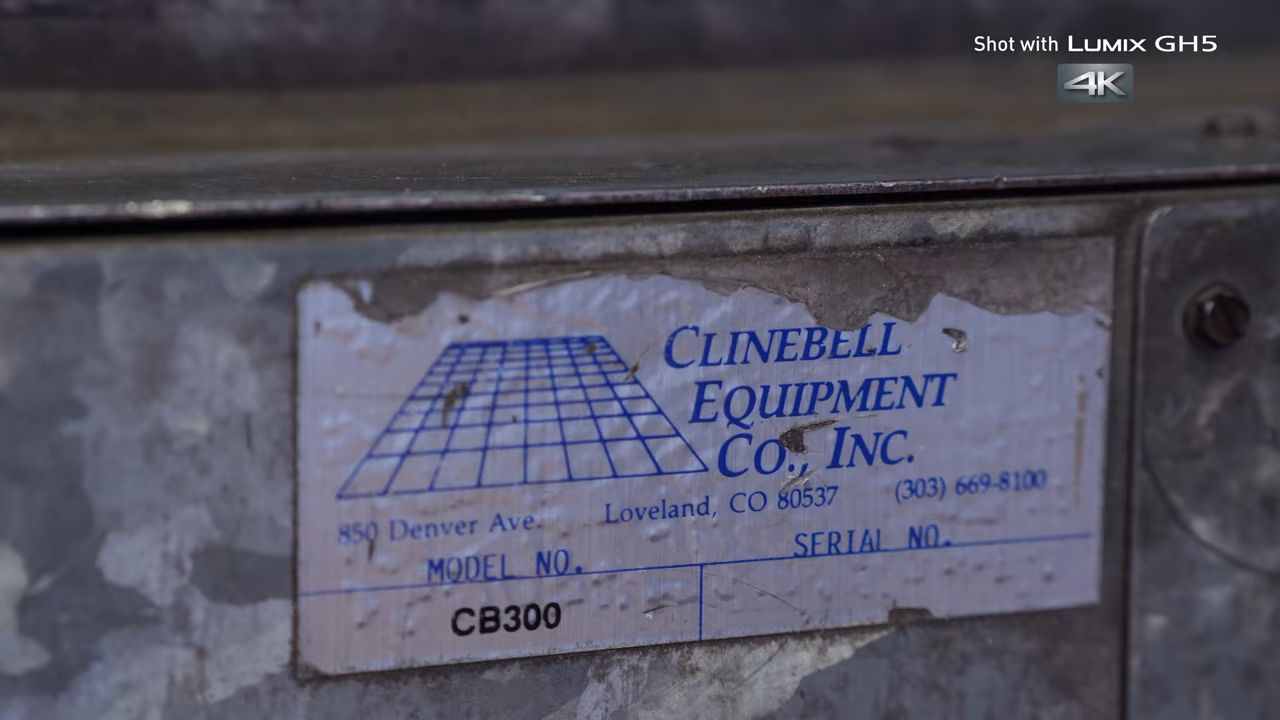 Shot with LUMIX GH5
4K
CLINEBELL
EQUIPMENT
CO., INC.
850 Denver Ave. Loveland, CO 80537 (303) 669-8100
MODEL NO. SERIAL NO.
CB300